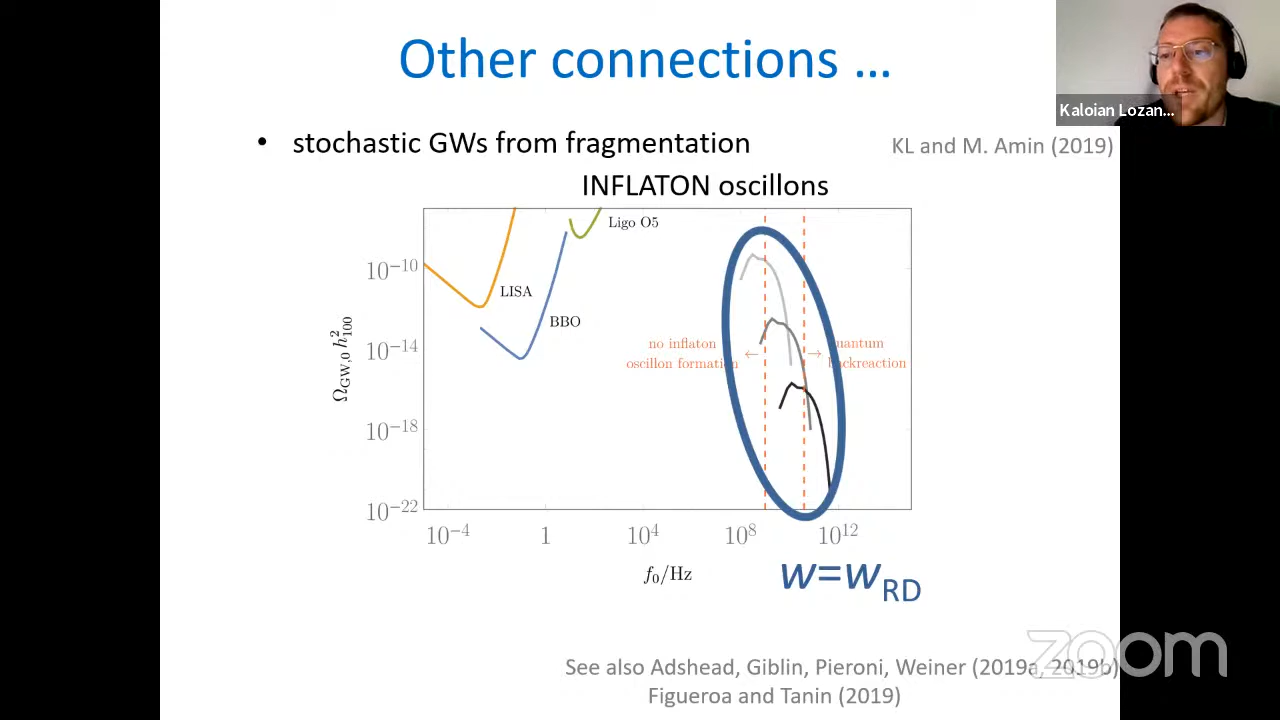 Other connections ...
Kaloian Lozan...
• stochastic GWs from fragmentation
KL and M. Amin (2019)
INFLATON oscillons
Ligo O5
LISA
BBO
10^-10
10^-14
10^-18
10^-22
Ω_GW,0 h²_100
no inflaton
oscillon formation
←
→
uantum
backreaction
10^-4
1
10^4
10^8
10^12
f_0/Hz
w=w_RD
zoom
See also Adshead, Giblin, Pieroni, Weiner (2019a, 2019b)
Figueroa and Tanin (2019)